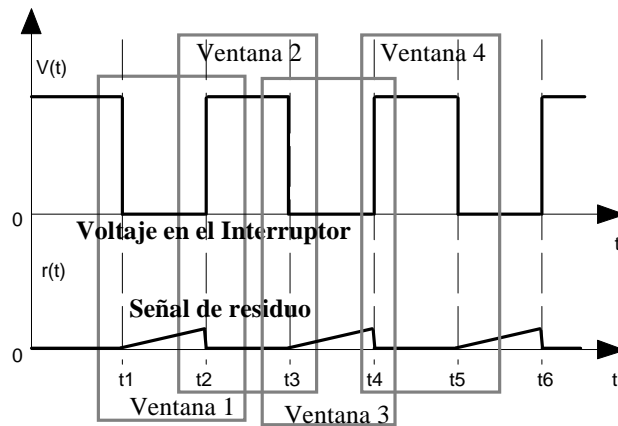 Ventana 2
Ventana 4
V(t)
0
Voltaje en el Interruptor
t
r(t)
Señal de residuo
0
t1
t2
t3
t4
t5
t6
t
Ventana 1
Ventana 3